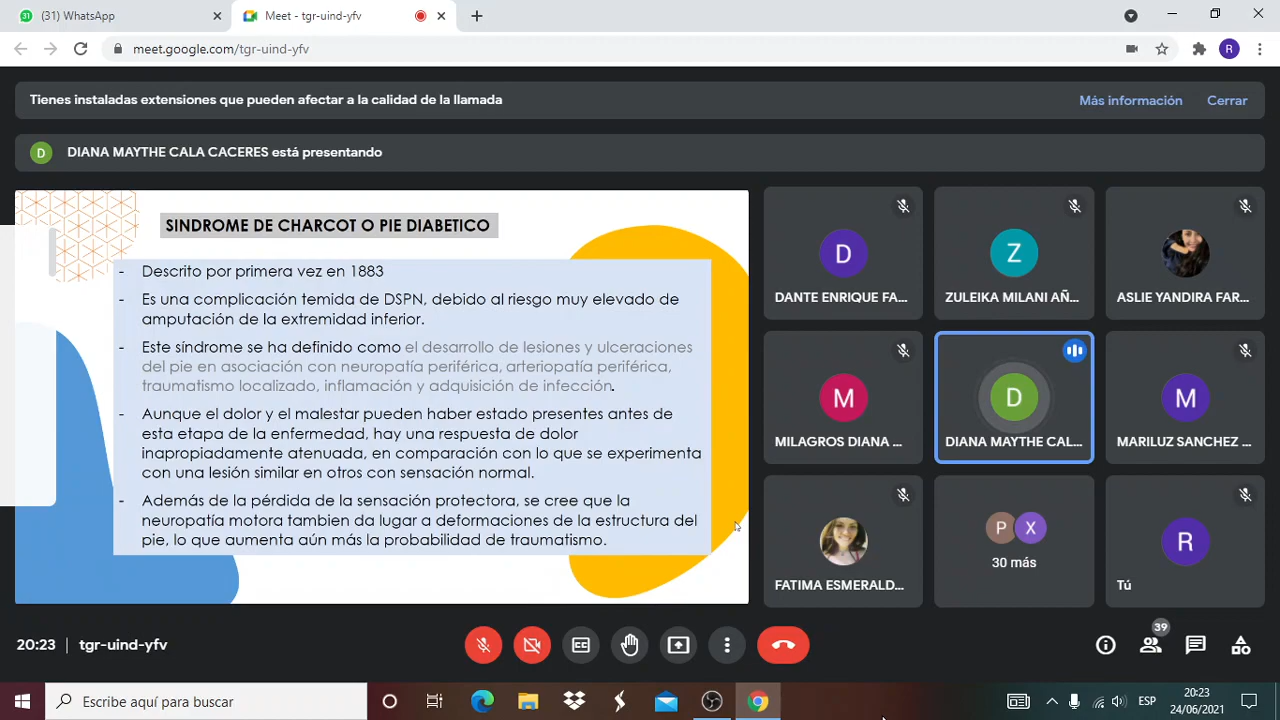 (31) WhatsApp
Meet - tgr-uind-yfv
meet.google.com/tgr-uind-yfv
R
Tienes instaladas extensiones que pueden afectar a la calidad de la llamada
Más información
Cerrar
D
DIANA MAYTHE CALA CACERES está presentando
SINDROME DE CHARCOT O PIE DIABETICO
- Descrito por primera vez en 1883
- Es una complicación temida de DSPN, debido al riesgo muy elevado de
amputación de la extremidad inferior.
- Este síndrome se ha definido como el desarrollo de lesiones y ulceraciones
del pie en asociación con neuropatía periférica, arteriopatía periférica,
traumatismo localizado, inflamación y adquisición de infección.
- Aunque el dolor y el malestar pueden haber estado presentes antes de
esta etapa de la enfermedad, hay una respuesta de dolor
inapropiadamente atenuada, en comparación con lo que se experimenta
con una lesión similar en otros con sensación normal.
- Además de la pérdida de la sensación protectora, se cree que la
neuropatía motora tambien da lugar a deformaciones de la estructura del
pie, lo que aumenta aún más la probabilidad de traumatismo.
D
DANTE ENRIQUE FA...
Z
ZULEIKA MILANI AÑ...
ASLIE YANDIRA FAR...
M
MILAGROS DIANA ...
D
DIANA MAYTHE CAL...
M
MARILUZ SANCHEZ ...
FATIMA ESMERALD...
P X
30 más
R
Tú
20:23 | tgr-uind-yfv
39
Escribe aquí para buscar
ESP
20:23
24/06/2021